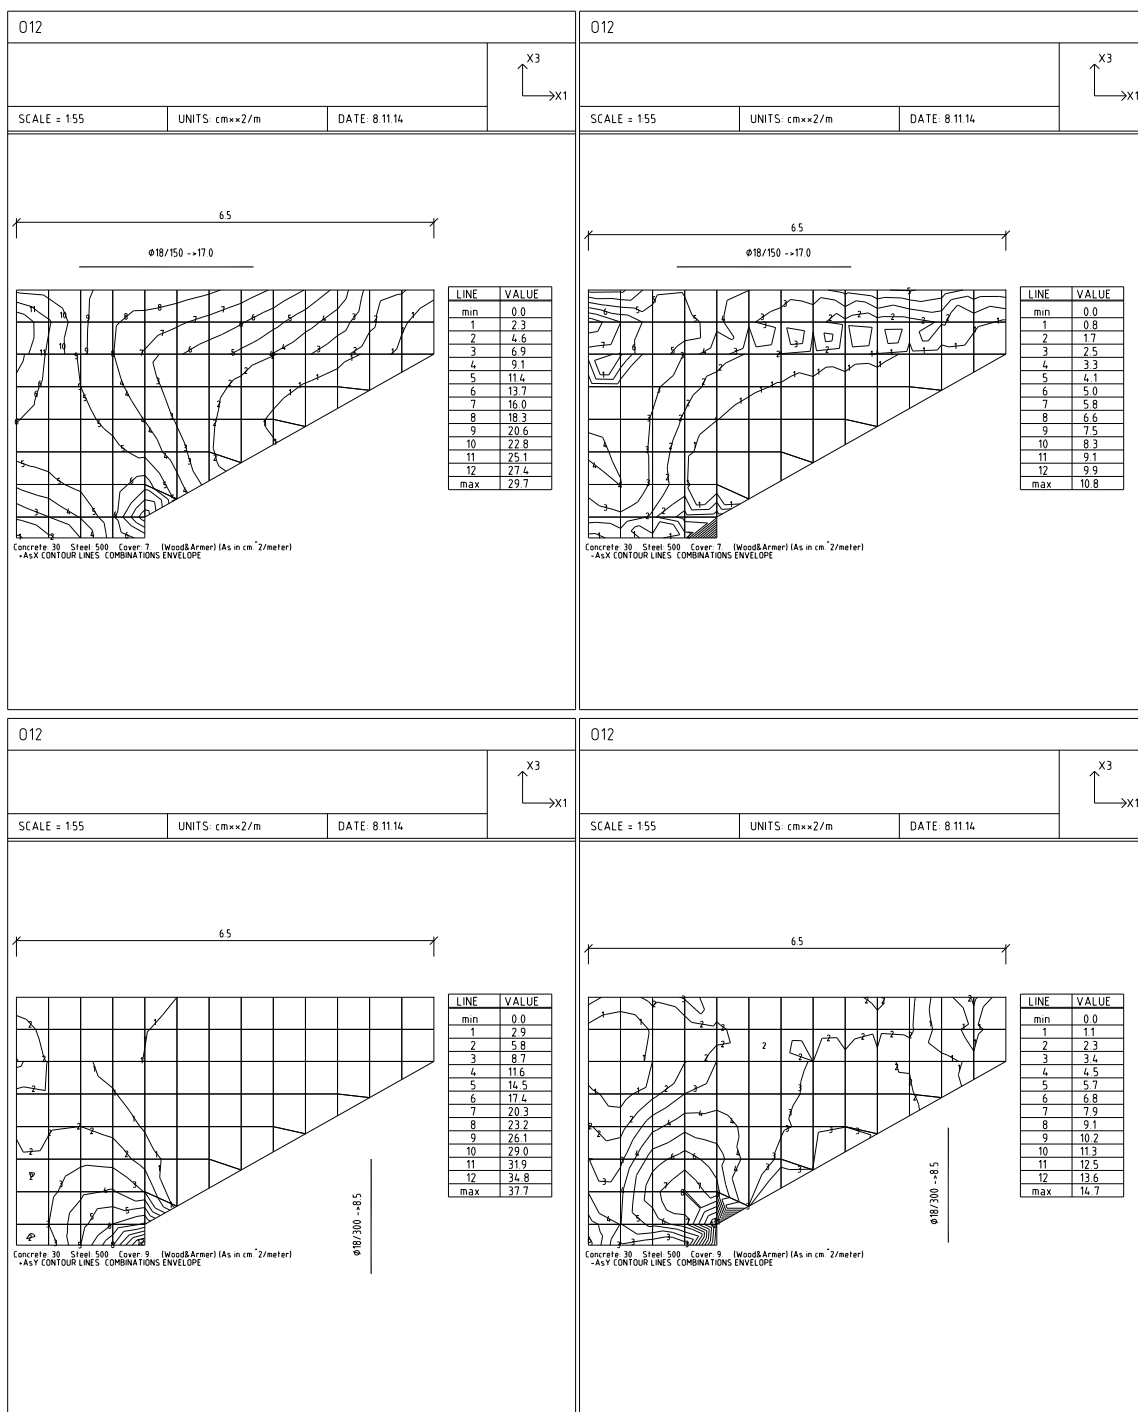 O12
X3
X1
SCALE = 1:55 UNITS: cm××2/m DATE: 8.11.14
6.5
Ø18/150 ->17.0
LINE VALUE
min 0.0
1 2.3
2 4.6
3 6.9
4 9.1
5 11.4
6 13.7
7 16.0
8 18.3
9 20.6
10 22.8
11 25.1
12 27.4
max 29.7
Concrete: 30 Steel: 500 Cover: 7. (Wood&Armer) (As in cm^2/meter)
+AsX CONTOUR LINES COMBINATIONS ENVELOPE
O12
X3
X1
SCALE = 1:55 UNITS: cm××2/m DATE: 8.11.14
6.5
Ø18/150 ->17.0
LINE VALUE
min 0.0
1 0.8
2 1.7
3 2.5
4 3.3
5 4.1
6 5.0
7 5.8
8 6.6
9 7.5
10 8.3
11 9.1
12 9.9
max 10.8
Concrete: 30 Steel: 500 Cover: 7. (Wood&Armer) (As in cm^2/meter)
-AsX CONTOUR LINES COMBINATIONS ENVELOPE
O12
X3
X1
SCALE = 1:55 UNITS: cm××2/m DATE: 8.11.14
6.5
LINE VALUE
min 0.0
1 2.9
2 5.8
3 8.7
4 11.6
5 14.5
6 17.4
7 20.3
8 23.2
9 26.1
10 29.0
11 31.9
12 34.8
max 37.7
Ø18/300 ->8.5
Concrete: 30 Steel: 500 Cover: 9. (Wood&Armer) (As in cm^2/meter)
+AsY CONTOUR LINES COMBINATIONS ENVELOPE
O12
X3
X1
SCALE = 1:55 UNITS: cm××2/m DATE: 8.11.14
6.5
LINE VALUE
min 0.0
1 1.1
2 2.3
3 3.4
4 4.5
5 5.7
6 6.8
7 7.9
8 9.1
9 10.2
10 11.3
11 12.5
12 13.6
max 14.7
Ø18/300 ->8.5
Concrete: 30 Steel: 500 Cover: 9. (Wood&Armer) (As in cm^2/meter)
-AsY CONTOUR LINES COMBINATIONS ENVELOPE